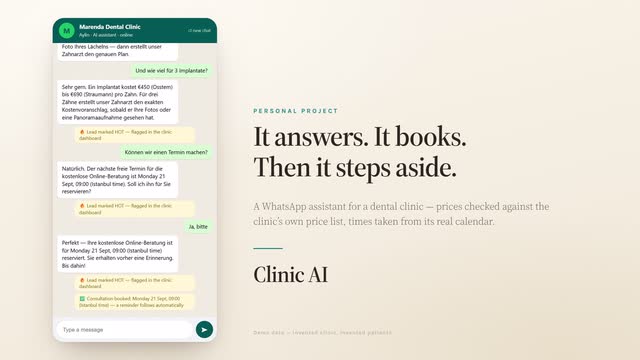 M
Marenda Dental Clinic
Aylin · AI assistant · online
new chat
Foto Ihres Lächelns — dann erstellt unser
Zahnarzt den genauen Plan.
Und wie viel für 3 Implantate?
Sehr gern. Ein Implantat kostet €450 (Osstem)
bis €690 (Straumann) pro Zahn. Für drei
Zähne erstellt unser Zahnarzt den exakten
Kostenvoranschlag, sobald er Ihre Fotos oder
eine Panoramaaufnahme gesehen hat.
🔥 Lead marked HOT — flagged in the clinic
dashboard
Können wir einen Termin machen?
Natürlich. Der nächste freie Termin für die
kostenlose Online-Beratung ist Monday 21
Sept, 09:00 (Istanbul time). Soll ich ihn für Sie
reservieren?
🔥 Lead marked HOT — flagged in the clinic
dashboard
Ja, bitte
Perfekt — Ihre kostenlose Online-Beratung ist
für Monday 21 Sept, 09:00 (Istanbul time)
reserviert. Sie erhalten vorher eine Erinnerung.
Bis dahin!
🔥 Lead marked HOT — flagged in the clinic
dashboard
✅ Consultation booked: Monday 21 Sept, 09:00
(Istanbul time) — a reminder follows automatically
Type a message
PERSONAL PROJECT
It answers. It books.
Then it steps aside.
A WhatsApp assistant for a dental clinic — prices checked against the
clinic's own price list, times taken from its real calendar.
Clinic AI
Demo data — invented clinic, invented patients